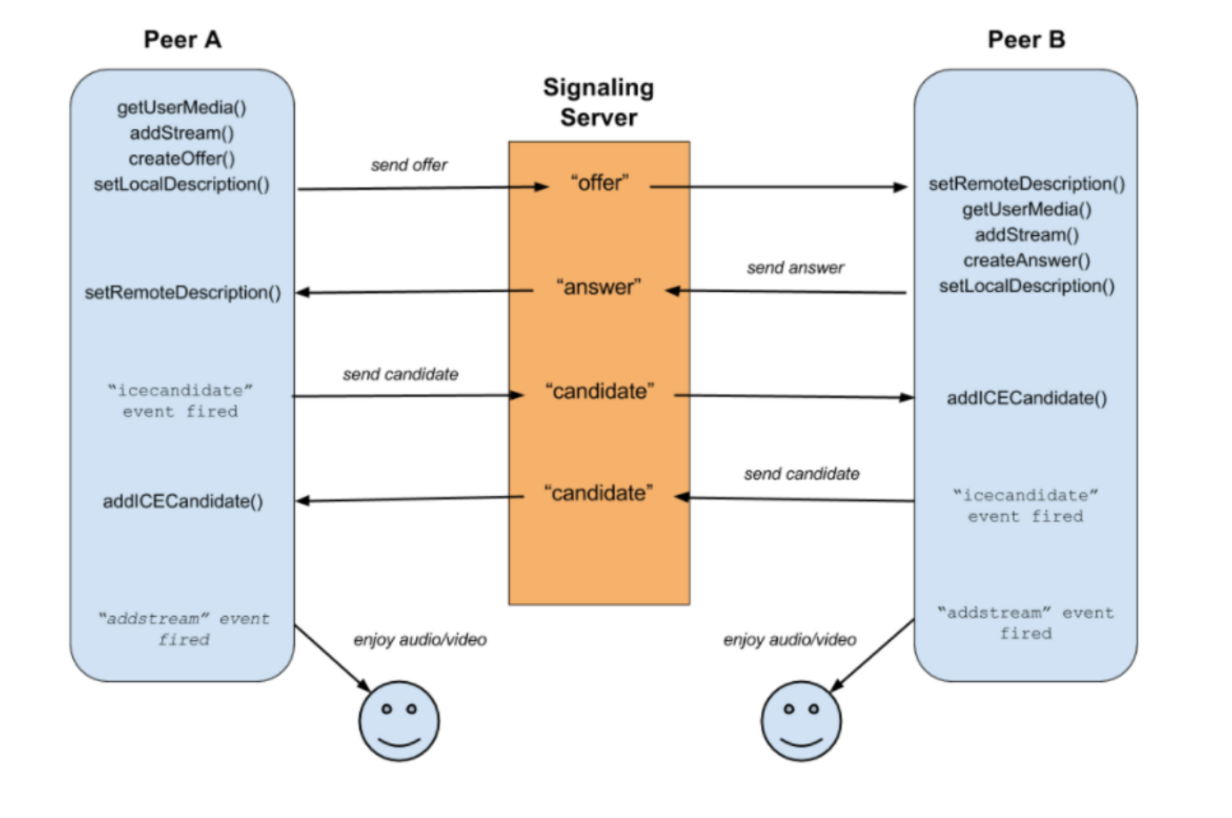 Peer A
Peer B
Signaling
Server
getUserMedia()
addStream()
createOffer()
setLocalDescription()
send offer
“offer”
setRemoteDescription()
getUserMedia()
addStream()
createAnswer()
setLocalDescription()
send answer
“answer”
setRemoteDescription()
“icecandidate”
event fired
send candidate
“candidate”
addICECandidate()
addICECandidate()
“candidate”
send candidate
“icecandidate”
event fired
“addstream” event
fired
enjoy audio/video
enjoy audio/video
“addstream” event
fired